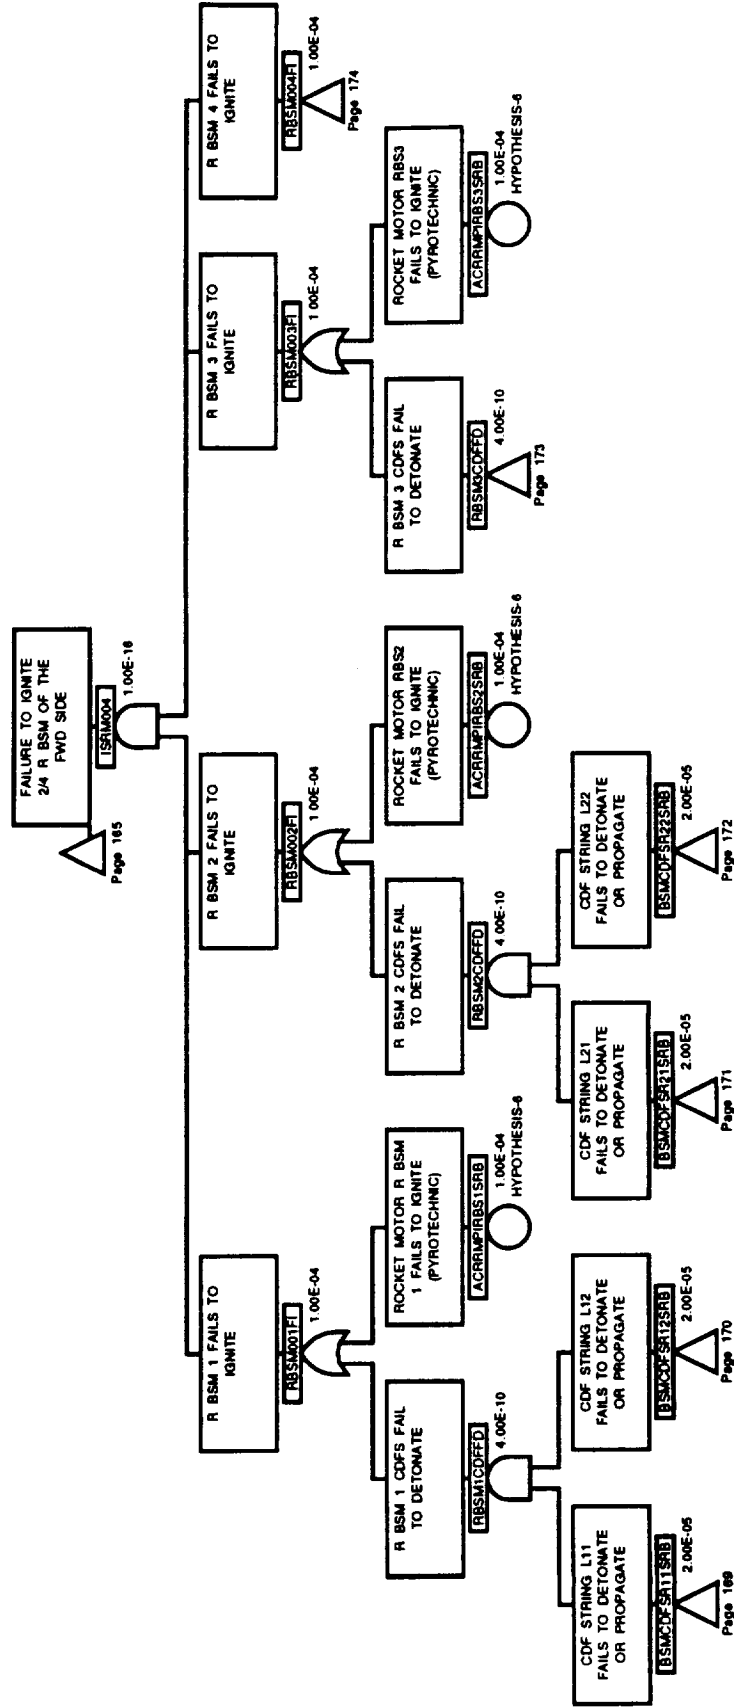 FAILURE TO IGNITE
2/4 R BSM OF THE
FWD SIDE
ISRM004
1.00E-16
Page 165
R BSM 1 FAILS TO
IGNITE
RBSM001FI
1.00E-04
R BSM 2 FAILS TO
IGNITE
RBSM002FI
1.00E-04
R BSM 3 FAILS TO
IGNITE
RBSM003FI
1.00E-04
R BSM 4 FAILS TO
IGNITE
RBSM004FI
1.00E-04
Page 174
R BSM 1 CDFS FAIL
TO DETONATE
RBSM1CDFFD
4.00E-10
ROCKET MOTOR R BSM
1 FAILS TO IGNITE
(PYROTECHNIC)
ACRRMPIRBS1SRB
1.00E-04
HYPOTHESIS-6
R BSM 2 CDFS FAIL
TO DETONATE
RBSM2CDFFD
4.00E-10
ROCKET MOTOR RBS2
FAILS TO IGNITE
(PYROTECHNIC)
ACRRMPIRBS2SRB
1.00E-04
HYPOTHESIS-6
R BSM 3 CDFS FAIL
TO DETONATE
RBSM3CDFFD
4.00E-10
Page 173
ROCKET MOTOR RBS3
FAILS TO IGNITE
(PYROTECHNIC)
ACRRMPIRBS3SRB
1.00E-04
HYPOTHESIS-6
CDF STRING L11
FAILS TO DETONATE
OR PROPAGATE
BSMCDFSR11SRB
2.00E-05
Page 169
CDF STRING L12
FAILS TO DETONATE
OR PROPAGATE
BSMCDFSR12SRB
2.00E-05
Page 170
CDF STRING L21
FAILS TO DETONATE
OR PROPAGATE
BSMCDFSR21SRB
2.00E-05
Page 171
CDF STRING L22
FAILS TO DETONATE
OR PROPAGATE
BSMCDFSR22SRB
2.00E-05
Page 172